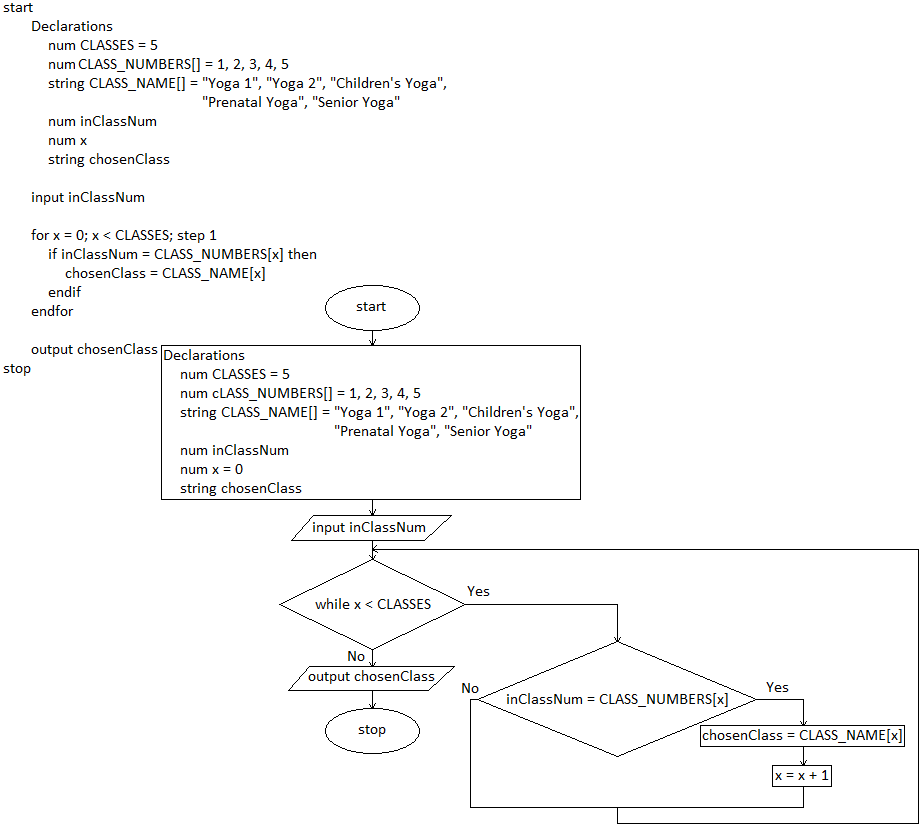 start
Declarations
num CLASSES = 5
num CLASS_NUMBERS[] = 1, 2, 3, 4, 5
string CLASS_NAME[] = "Yoga 1", "Yoga 2", "Children's Yoga",
"Prenatal Yoga", "Senior Yoga"
num inClassNum
num x
string chosenClass
input inClassNum
for x = 0; x < CLASSES; step 1
if inClassNum = CLASS_NUMBERS[x] then
chosenClass = CLASS_NAME[x]
endif
endfor
output chosenClass
stop
start
Declarations
num CLASSES = 5
num cLASS_NUMBERS[] = 1, 2, 3, 4, 5
string CLASS_NAME[] = "Yoga 1", "Yoga 2", "Children's Yoga",
"Prenatal Yoga", "Senior Yoga"
num inClassNum
num x = 0
string chosenClass
input inClassNum
while x < CLASSES
Yes
No
output chosenClass
stop
No
inClassNum = CLASS_NUMBERS[x]
Yes
chosenClass = CLASS_NAME[x]
x = x + 1